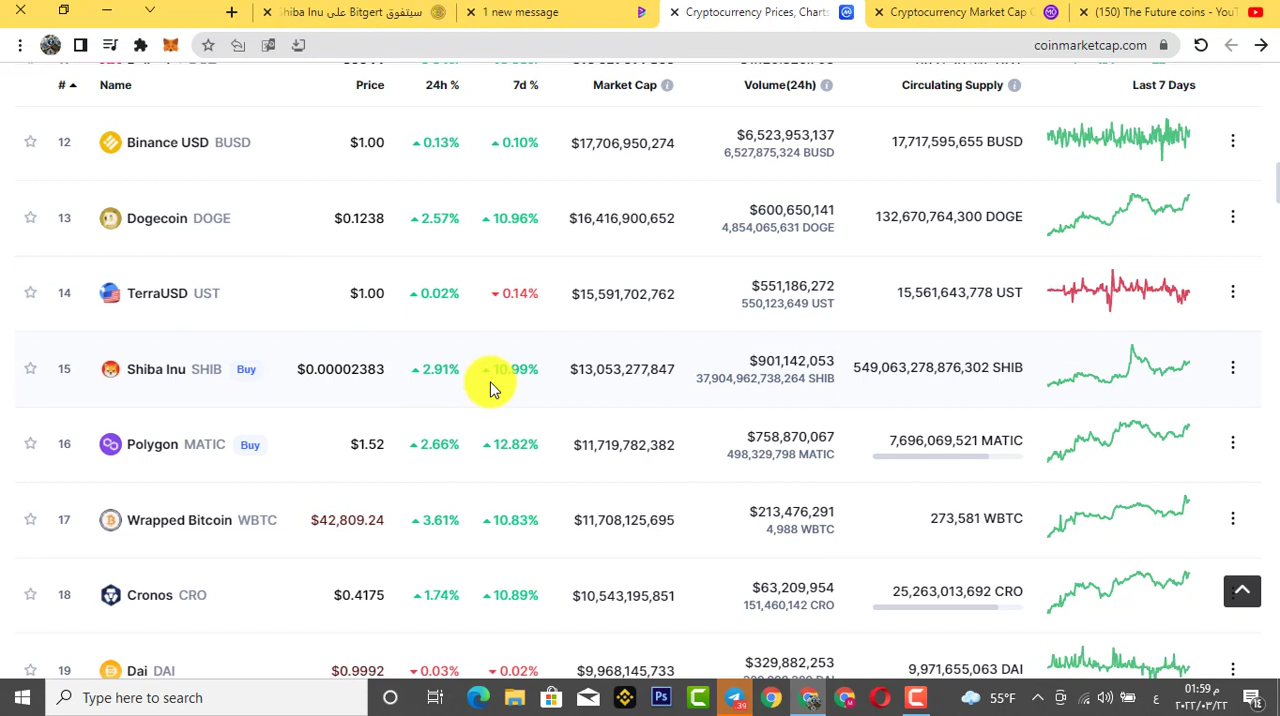 سيتفوق Bitgert على Shiba Inu
1 new message
Cryptocurrency Prices, Charts
Cryptocurrency Market Cap
(150) The Future coins - YouT
coinmarketcap.com
# Name Price 24h % 7d % Market Cap Volume(24h) Circulating Supply Last 7 Days
12 Binance USD BUSD $1.00 0.13% 0.10% $17,706,950,274 $6,523,953,137 17,717,595,655 BUSD
6,527,875,324 BUSD
13 Dogecoin DOGE $0.1238 2.57% 10.96% $16,416,900,652 $600,650,141 132,670,764,300 DOGE
4,854,065,631 DOGE
14 TerraUSD UST $1.00 0.02% 0.14% $15,591,702,762 $551,186,272 15,561,643,778 UST
550,123,649 UST
15 Shiba Inu SHIB Buy $0.00002383 2.91% 10.99% $13,053,277,847 $901,142,053 549,063,278,876,302 SHIB
37,904,962,738,264 SHIB
16 Polygon MATIC Buy $1.52 2.66% 12.82% $11,719,782,382 $758,870,067 7,696,069,521 MATIC
498,329,798 MATIC
17 Wrapped Bitcoin WBTC $42,809.24 3.61% 10.83% $11,708,125,695 $213,476,291 273,581 WBTC
4,988 WBTC
18 Cronos CRO $0.4175 1.74% 10.89% $10,543,195,851 $63,209,954 25,263,013,692 CRO
151,460,142 CRO
19 Dai DAI $0.9992 0.03% 0.02% $9,968,145,733 $329,882,253 9,971,655,063 DAI
Type here to search
39
55°F
ع
01:59 م
٢٠٢٢/٠٣/٢٢
18